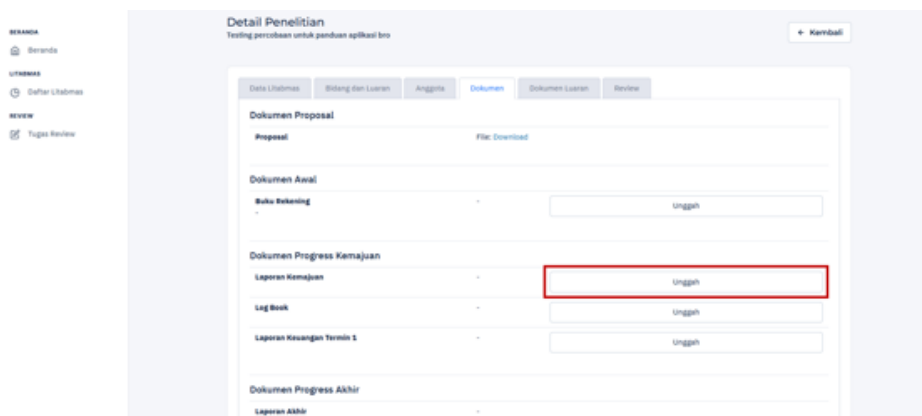 Detail Penelitian
Testing percobaan untuk panduan aplikasi bro
← Kembali
BERANDA
Beranda
LITABMAS
Daftar Litabmas
REVIEW
Tugas Review
Data Litabmas Bidang dan Luaran Anggota Dokumen Dokumen Luaran Review
Dokumen Proposal
Proposal File: Download
Dokumen Awal
Buku Rekening - Unggah
-
Dokumen Progress Kemajuan
Laporan Kemajuan - Unggah
Log Book - Unggah
Laporan Keuangan Termin 1 - Unggah
Dokumen Progress Akhir
Laporan Akhir -